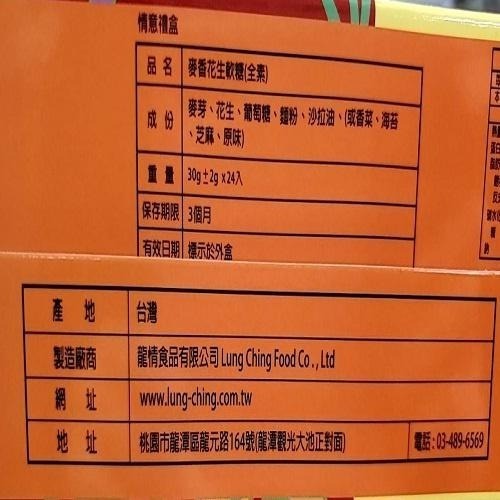 情意禮盒
品名 麥香花生軟糖(全素)
成份 麥芽、花生、葡萄糖、麵粉、沙拉油、(或香菜、海苔
、芝麻、原味)
重量 30g±2g x24入
保存期限 3個月
有效日期 標示於外盒
產地 台灣
製造廠商 龍情食品有限公司 Lung Ching Food Co . , Ltd
網址 www.lung-ching.com.tw
地址 桃園市龍潭區龍元路164號(龍潭觀光大池正對面) 電話 : 03-489-6569